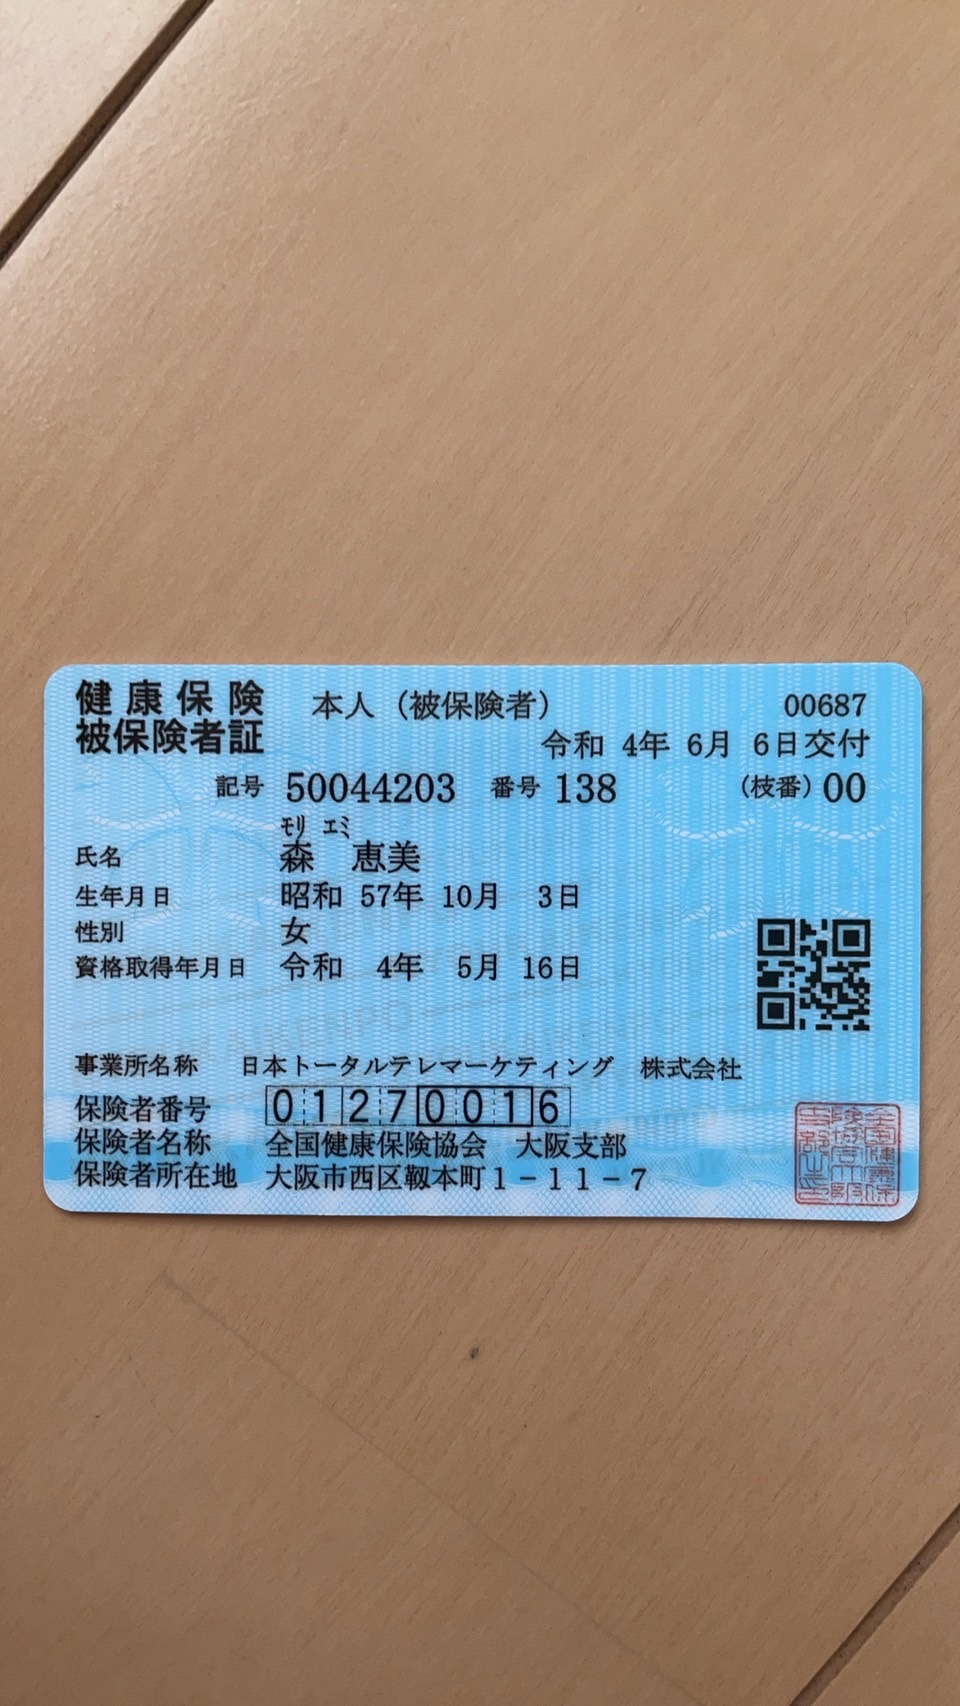 健康保険 本人（被保険者） 00687
被保険者証 令和 4年 6月 6日交付
記号 50044203 番号 138 (枝番) 00
ﾓﾘ ｴﾐ
氏名 森 恵美
生年月日 昭和 57年 10月 3日
性別 女
資格取得年月日 令和 4年 5月 16日
事業所名称 日本トータルテレマーケティング 株式会社
保険者番号 01270016
保険者名称 全国健康保険協会 大阪支部
保険者所在地 大阪市西区靱本町1-11-7